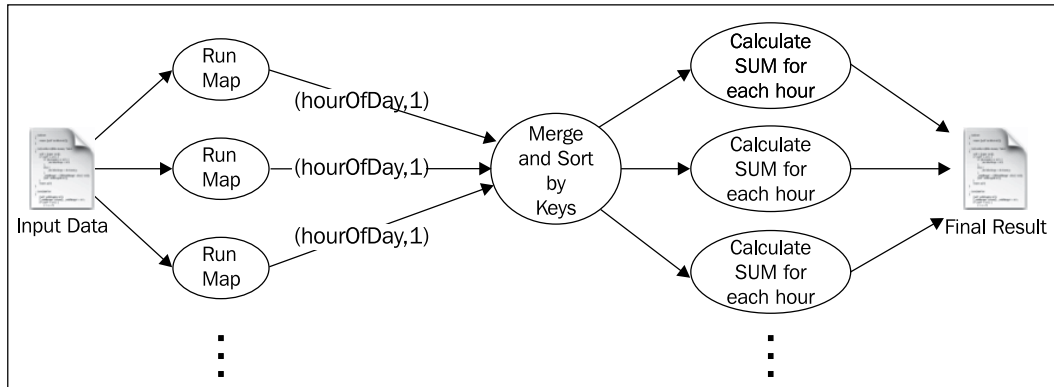 Input Data
Run
Map
Run
Map
Run
Map
(hourOfDay,1)
(hourOfDay,1)
(hourOfDay,1)
Merge
and Sort
by
Keys
Calculate
SUM for
each hour
Calculate
SUM for
each hour
Calculate
SUM for
each hour
Final Result